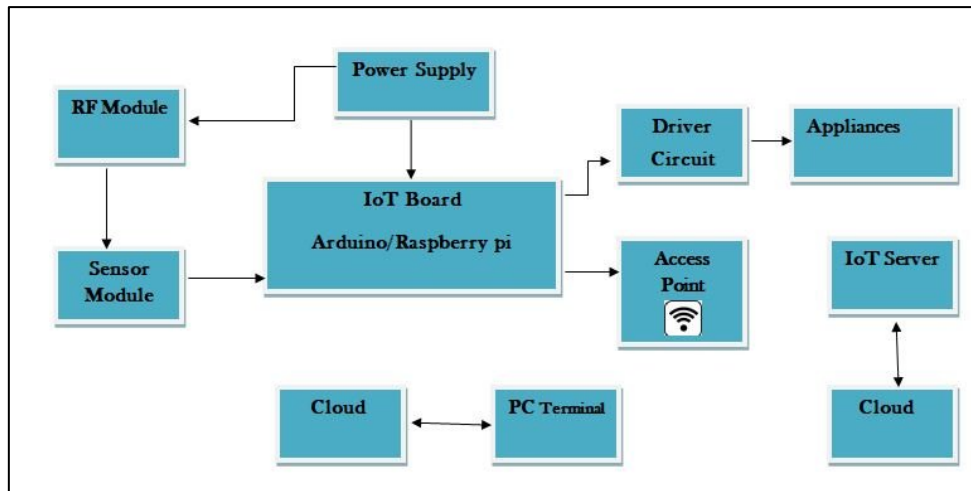 Power Supply
RF Module
Driver
Circuit
Appliances
IoT Board
Arduino/Raspberry pi
Sensor
Module
Access
Point
IoT Server
Cloud
PC Terminal
Cloud